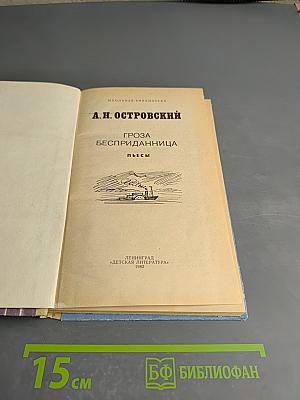 ШКОЛЬНАЯ БИБЛИОТЕКА
А. Н. ОСТРОВСКИЙ
ГРОЗА
БЕСПРИДАННИЦА
ПЬЕСЫ
ЛЕНИНГРАД
«ДЕТСКАЯ ЛИТЕРАТУРА»
1982
15 см
БФ БИБЛИОФАН